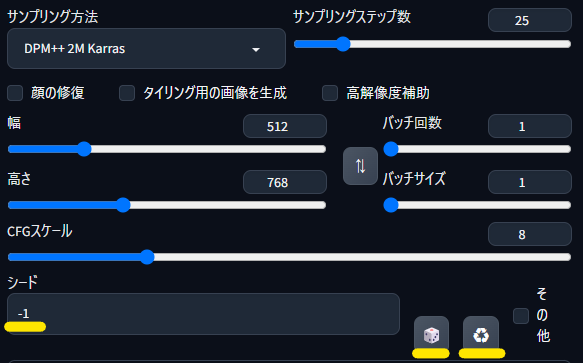 サンプリング方法
サンプリングステップ数
25
DPM++ 2M Karras
顔の修復
タイリング用の画像を生成
高解像度補助
幅
512
バッチ回数
1
高さ
768
バッチサイズ
1
CFGスケール
8
シード
-1
そ
の
他